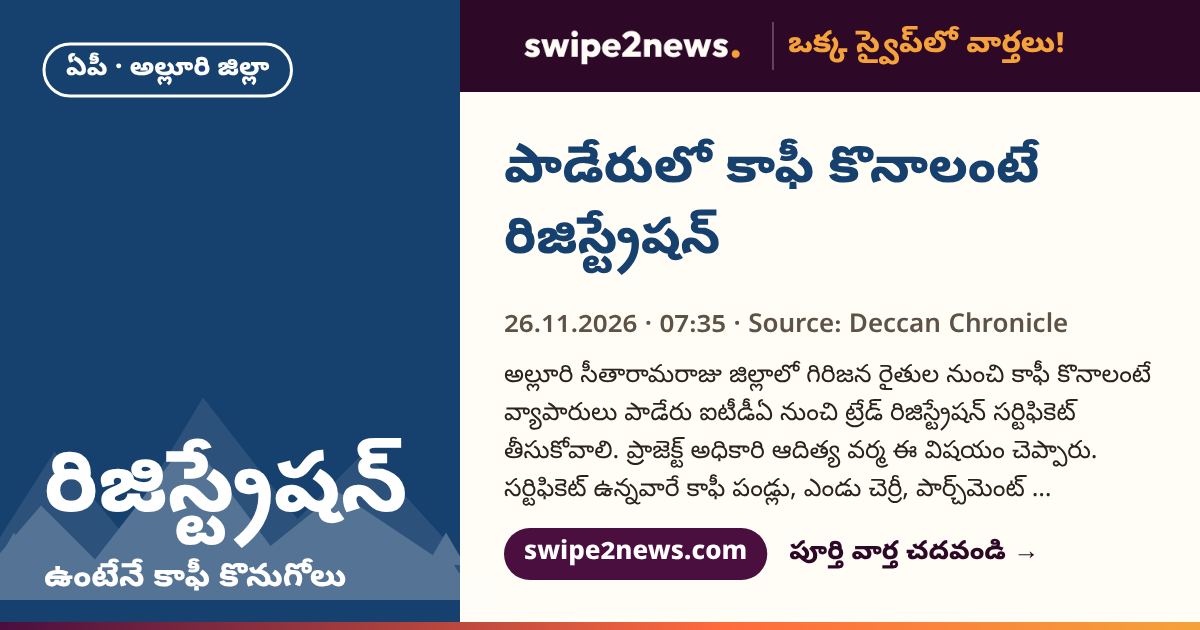 ఏపీ · అల్లూరి జిల్లా
రిజిస్ట్రేషన్
ఉంటేనే కాఫీ కొనుగోలు
swipe2news. ఒక్క స్వైప్‌లో వార్తలు!
పాడేరులో కాఫీ కొనాలంటే
రిజిస్ట్రేషన్
26.11.2026 · 07:35 · Source: Deccan Chronicle
అల్లూరి సీతారామరాజు జిల్లాలో గిరిజన రైతుల నుంచి కాఫీ కొనాలంటే
వ్యాపారులు పాడేరు ఐటీడీఏ నుంచి ట్రేడ్ రిజిస్ట్రేషన్ సర్టిఫికెట్
తీసుకోవాలి. ప్రాజెక్ట్ అధికారి ఆదిత్య వర్మ ఈ విషయం చెప్పారు.
సర్టిఫికెట్ ఉన్నవారే కాఫీ పండ్లు, ఎండు చెర్రీ, పార్చ్‌మెంట్ ...
swipe2news.com పూర్తి వార్త చదవండి →